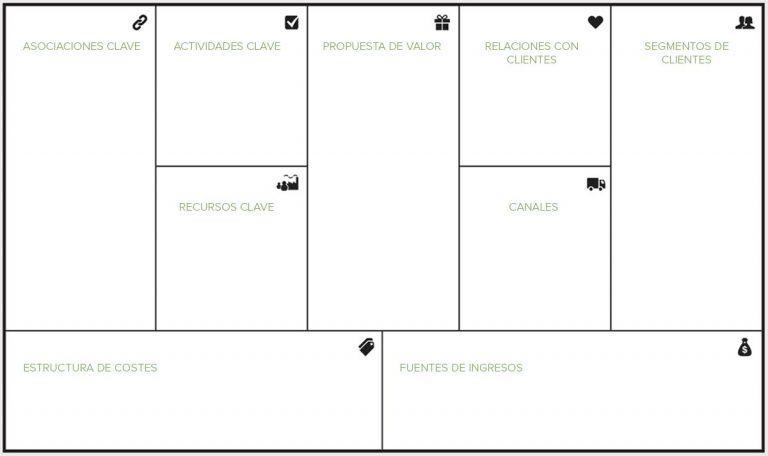 ASOCIACIONES CLAVE
ACTIVIDADES CLAVE
PROPUESTA DE VALOR
RELACIONES CON
CLIENTES
SEGMENTOS DE
CLIENTES
RECURSOS CLAVE
CANALES
ESTRUCTURA DE COSTES
FUENTES DE INGRESOS
$